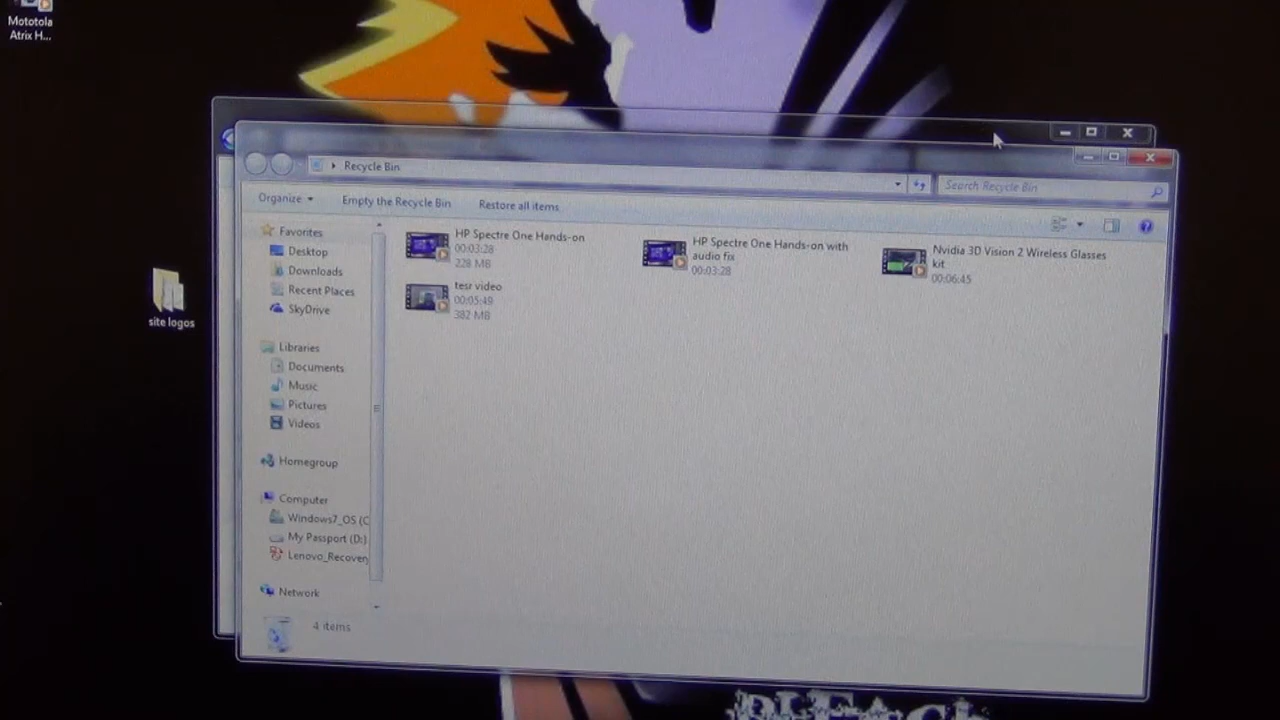 Mototola
Atrix H...
site logos
Recycle Bin
Search Recycle Bin
Organize
Empty the Recycle Bin
Restore all items
Favorites
Desktop
Downloads
Recent Places
SkyDrive
Libraries
Documents
Music
Pictures
Videos
Homegroup
Computer
Windows7_OS (C
My Passport (D:)
Lenovo_Recovery
Network
HP Spectre One Hands-on
00:03:28
228 MB
HP Spectre One Hands-on with
audio fix
00:03:28
Nvidia 3D Vision 2 Wireless Glasses
kit
00:06:45
tesr video
00:05:49
382 MB
4 items
BLEACH